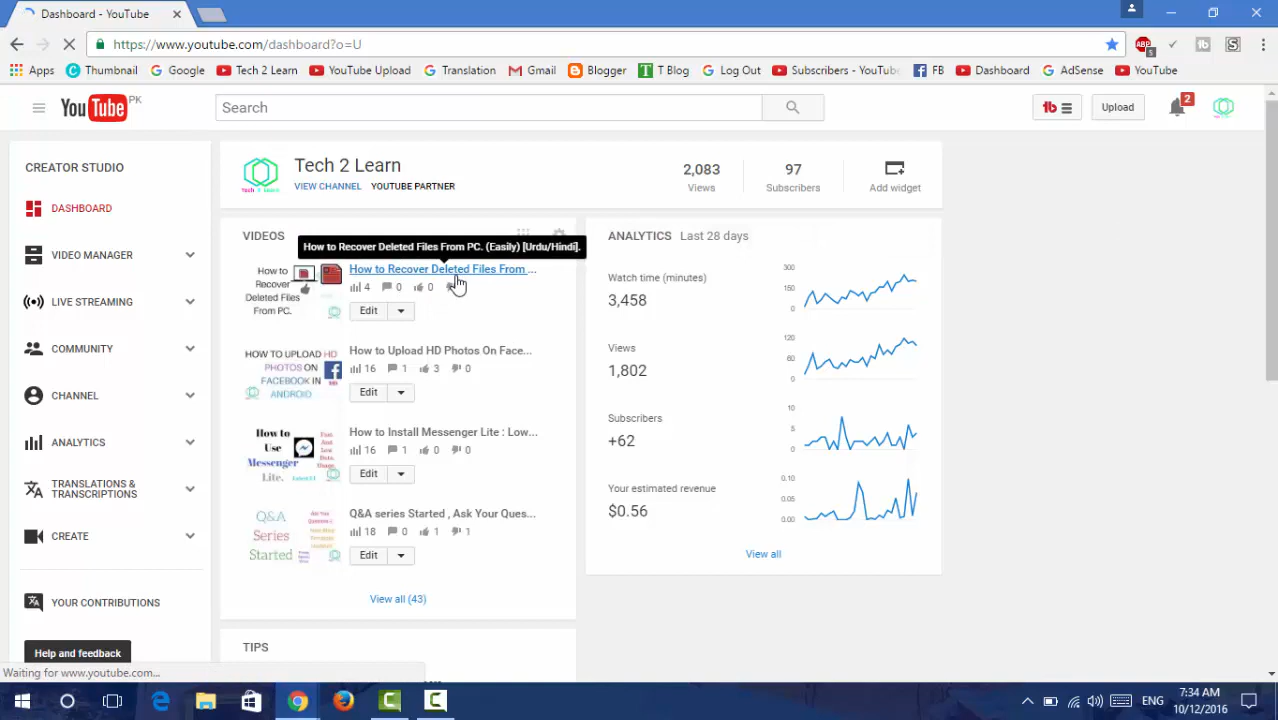 Dashboard - YouTube
https://www.youtube.com/dashboard?o=U
ABP
5
tb
S
Apps
Thumbnail
Google
Tech 2 Learn
YouTube Upload
Translation
Gmail
Blogger
T Blog
Log Out
Subscribers - YouTube
FB
Dashboard
AdSense
YouTube
YouTube PK
Search
tb
Upload
2
CREATOR STUDIO
DASHBOARD
VIDEO MANAGER
LIVE STREAMING
COMMUNITY
CHANNEL
ANALYTICS
TRANSLATIONS &
TRANSCRIPTIONS
CREATE
YOUR CONTRIBUTIONS
Help and feedback
Tech 2 Learn
VIEW CHANNEL YOUTUBE PARTNER
2,083
Views
97
Subscribers
Add widget
VIDEOS
How to Recover Deleted Files From PC. (Easily) [Urdu/Hindi].
How to
Recover
Deleted Files
From PC.
How to Recover Deleted Files From ...
4 0 0
Edit
HOW TO UPLOAD HD
PHOTOS ON
FACEBOOK IN
ANDROID
How to Upload HD Photos On Face...
16 1 3 0
Edit
How to
Use
Messenger
Lite.
How to Install Messenger Lite : Low...
16 1 0 0
Edit
Q&A
Series
Started
Q&A series Started , Ask Your Ques...
18 0 1 1
Edit
View all (43)
TIPS
ANALYTICS Last 28 days
Watch time (minutes)
3,458
300
150
0
Views
1,802
120
60
0
Subscribers
+62
10
5
0
Your estimated revenue
$0.56
0.10
0.05
0.00
View all
Waiting for www.youtube.com...
ENG
7:34 AM
10/12/2016